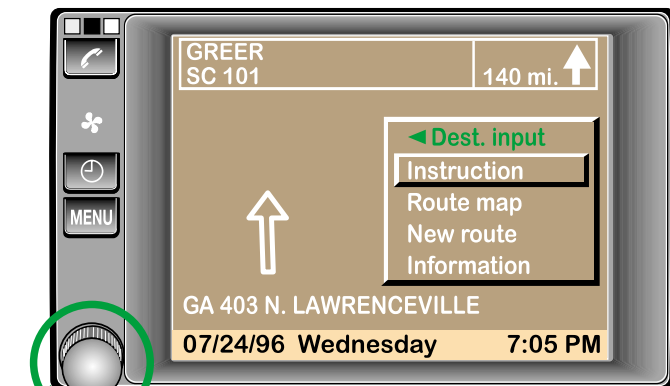 GREER
SC 101
140 mi.
◄ Dest. input
Instruction
Route map
New route
Information
MENU
GA 403 N. LAWRENCEVILLE
07/24/96 Wednesday 7:05 PM